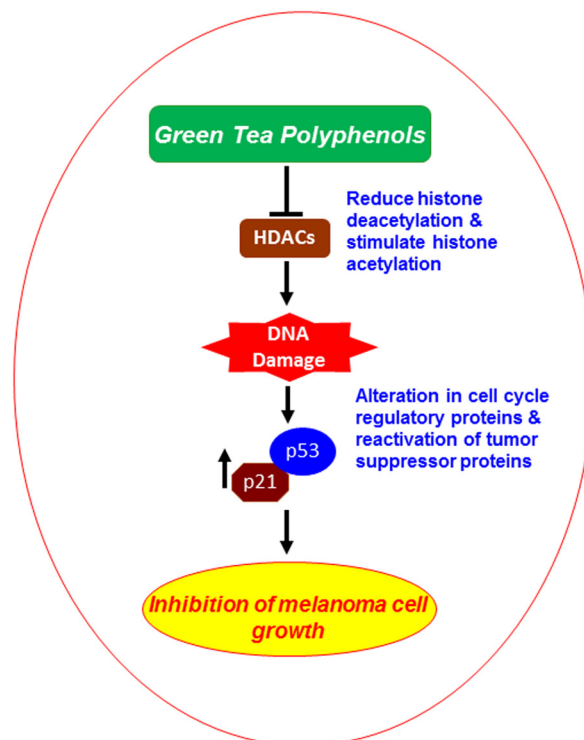 Green Tea Polyphenols
Reduce histone
deacetylation &
stimulate histone
acetylation
HDACs
DNA
Damage
Alteration in cell cycle
regulatory proteins &
reactivation of tumor
suppressor proteins
p53
p21
Inhibition of melanoma cell
growth